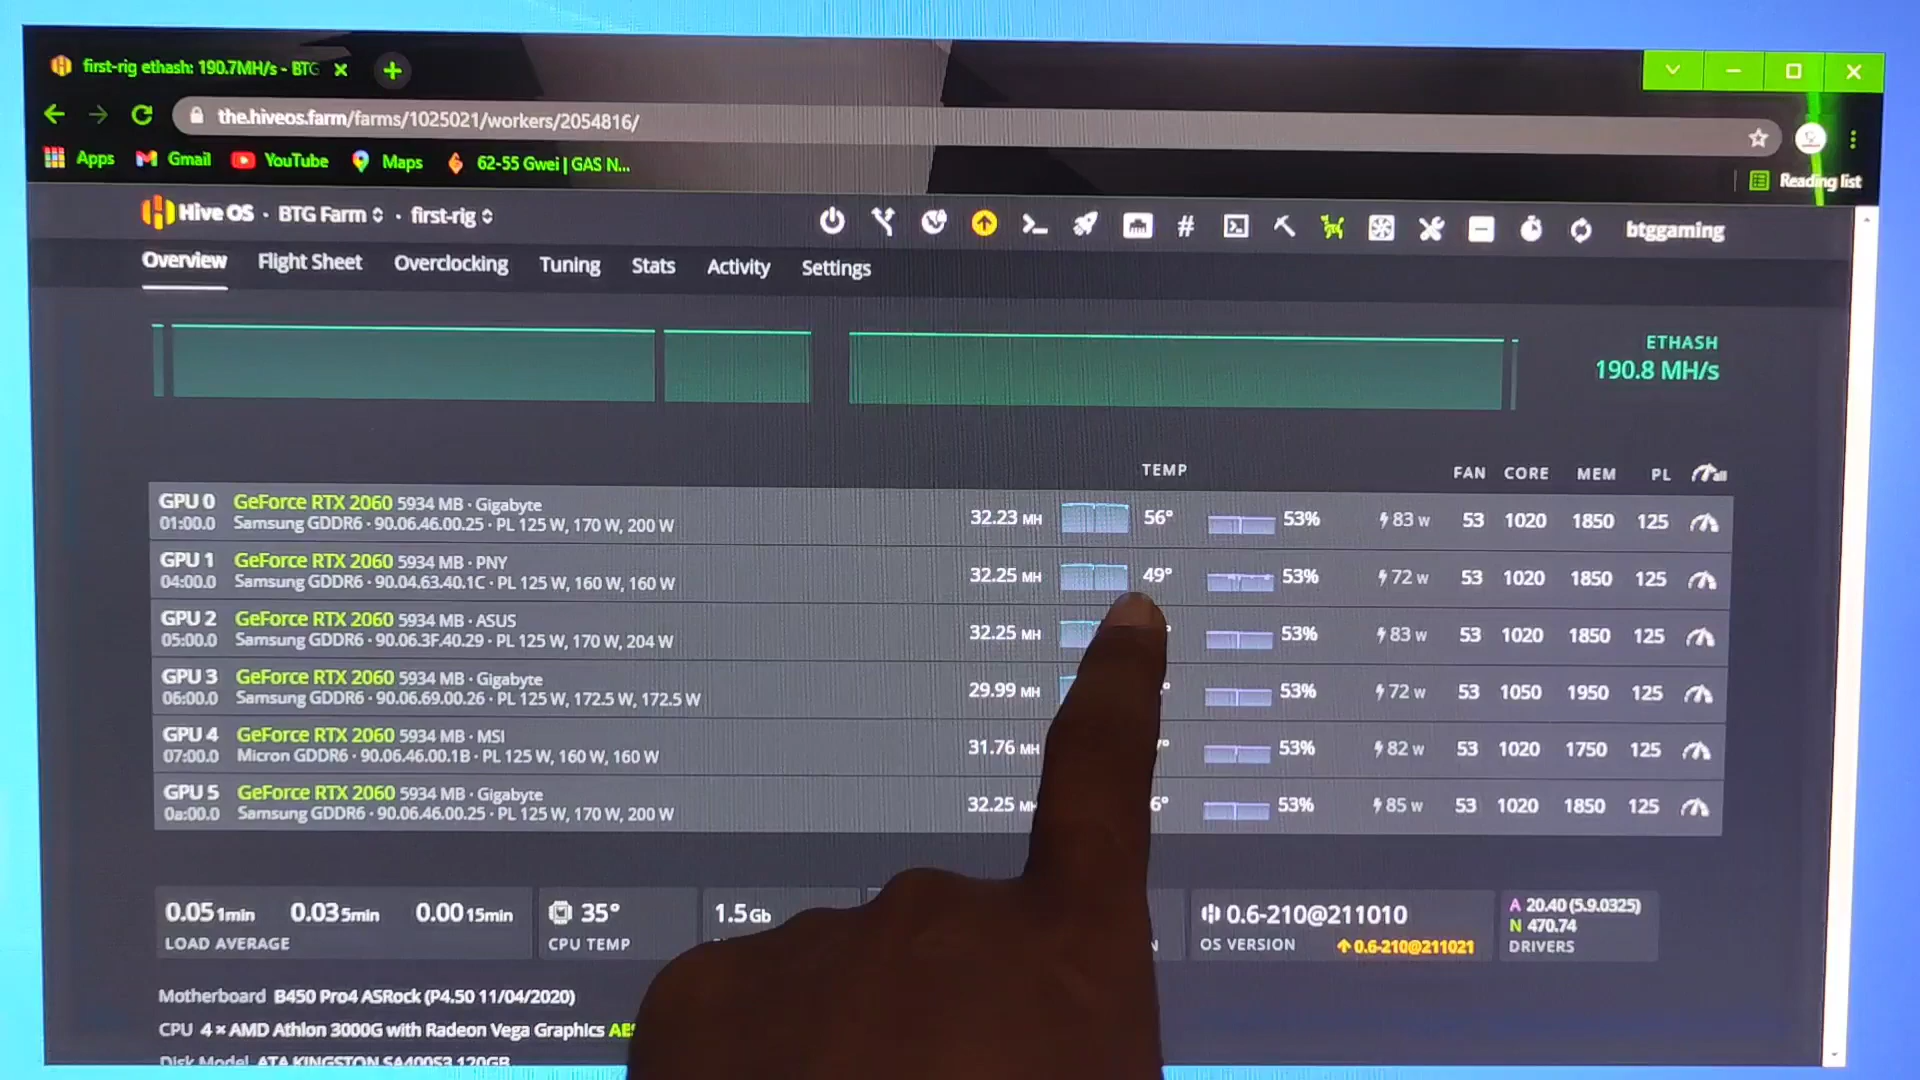 first-rig ethash: 190.7MH/s - BTG
the.hiveos.farm/farms/1025021/workers/2054816/
Apps Gmail YouTube Maps 62-55 Gwei | GAS N...
Reading list
Hive OS · BTG Farm · first-rig btggaming
Overview Flight Sheet Overclocking Tuning Stats Activity Settings
ETHASH
190.8 MH/s
TEMP FAN CORE MEM PL all
GPU 0 GeForce RTX 2060 5934 MB · Gigabyte
01:00.0 Samsung GDDR6 · 90.06.46.00.25 · PL 125 W, 170 W, 200 W
32.23 MH 56° 53% 83 W 53 1020 1850 125
GPU 1 GeForce RTX 2060 5934 MB · PNY
04:00.0 Samsung GDDR6 · 90.04.63.40.1C · PL 125 W, 160 W, 160 W
32.25 MH 49° 53% 72 W 53 1020 1850 125
GPU 2 GeForce RTX 2060 5934 MB · ASUS
05:00.0 Samsung GDDR6 · 90.06.3F.40.29 · PL 125 W, 170 W, 204 W
32.25 MH 53% 83 W 53 1020 1850 125
GPU 3 GeForce RTX 2060 5934 MB · Gigabyte
06:00.0 Samsung GDDR6 · 90.06.69.00.26 · PL 125 W, 172.5 W, 172.5 W
29.99 MH 53% 72 W 53 1050 1950 125
GPU 4 GeForce RTX 2060 5934 MB · MSI
07:00.0 Micron GDDR6 · 90.06.46.00.1B · PL 125 W, 160 W, 160 W
31.76 MH 53% 82 W 53 1020 1750 125
GPU 5 GeForce RTX 2060 5934 MB · Gigabyte
0a:00.0 Samsung GDDR6 · 90.06.46.00.25 · PL 125 W, 170 W, 200 W
32.25 MH 53% 85 W 53 1020 1850 125
0.05 1min 0.03 5min 0.00 15min
LOAD AVERAGE
35°
CPU TEMP
1.5Gb
0.6-210@211010
OS VERSION 0.6-210@211021
A 20.40 (5.9.0325)
N 470.74
DRIVERS
Motherboard B450 Pro4 ASRock (P4.50 11/04/2020)
CPU 4 × AMD Athlon 3000G with Radeon Vega Graphics
Disk Model ATA KINGSTON SA400S3 120GB